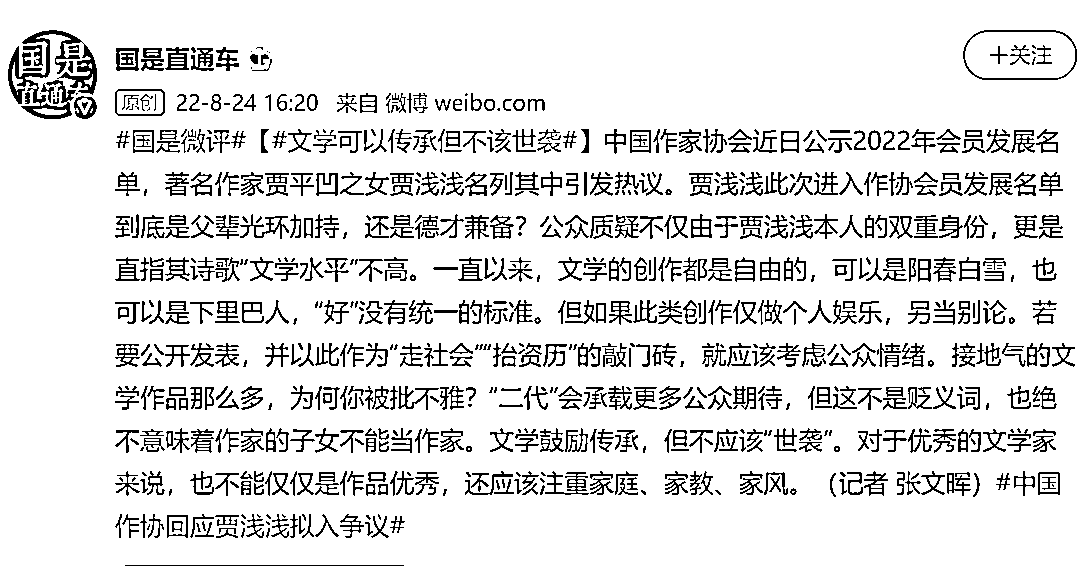 国是直通车
国是直通车
+关注
原创 22-8-24 16:20 来自 微博 weibo.com
#国是微评#【#文学可以传承但不该世袭#】中国作家协会近日公示2022年会员发展名
单，著名作家贾平凹之女贾浅浅名列其中引发热议。贾浅浅此次进入作协会员发展名单
到底是父辈光环加持，还是德才兼备？公众质疑不仅由于贾浅浅本人的双重身份，更是
直指其诗歌“文学水平”不高。一直以来，文学的创作都是自由的，可以是阳春白雪，也
可以是下里巴人，“好”没有统一的标准。但如果此类创作仅做个人娱乐，另当别论。若
要公开发表，并以此作为“走社会”“抬资历”的敲门砖，就应该考虑公众情绪。接地气的文
学作品那么多，为何你被批不雅？“二代”会承载更多公众期待，但这不是贬义词，也绝
不意味着作家的子女不能当作家。文学鼓励传承，但不应该“世袭”。对于优秀的文学家
来说，也不能仅仅是作品优秀，还应该注重家庭、家教、家风。（记者 张文晖）#中国
作协回应贾浅浅拟入争议#